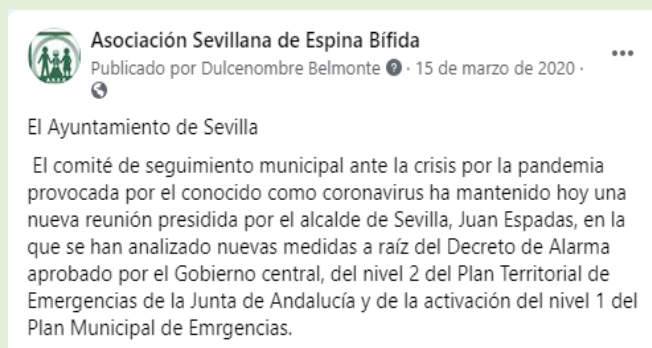 Asociación Sevillana de Espina Bífida
Publicado por Dulcenombre Belmonte ? · 15 de marzo de 2020 ·
El Ayuntamiento de Sevilla
El comité de seguimiento municipal ante la crisis por la pandemia
provocada por el conocido como coronavirus ha mantenido hoy una
nueva reunión presidida por el alcalde de Sevilla, Juan Espadas, en la
que se han analizado nuevas medidas a raíz del Decreto de Alarma
aprobado por el Gobierno central, del nivel 2 del Plan Territorial de
Emergencias de la Junta de Andalucía y de la activación del nivel 1 del
Plan Municipal de Emrgencias.